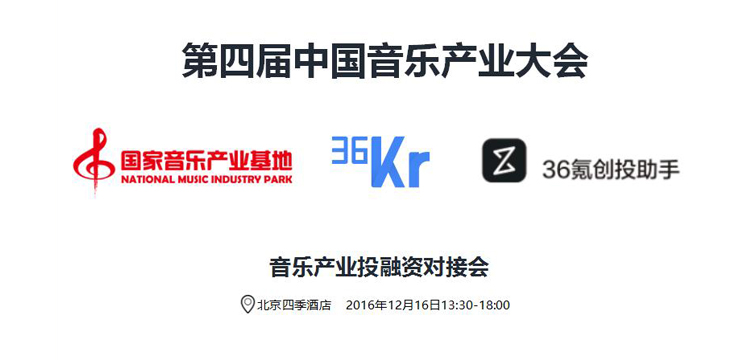 第四届中国音乐产业大会
国家音乐产业基地
NATIONAL MUSIC INDUSTRY PARK
36Kr
36氪创投助手
音乐产业投融资对接会
北京四季酒店 2016年12月16日13:30-18:00